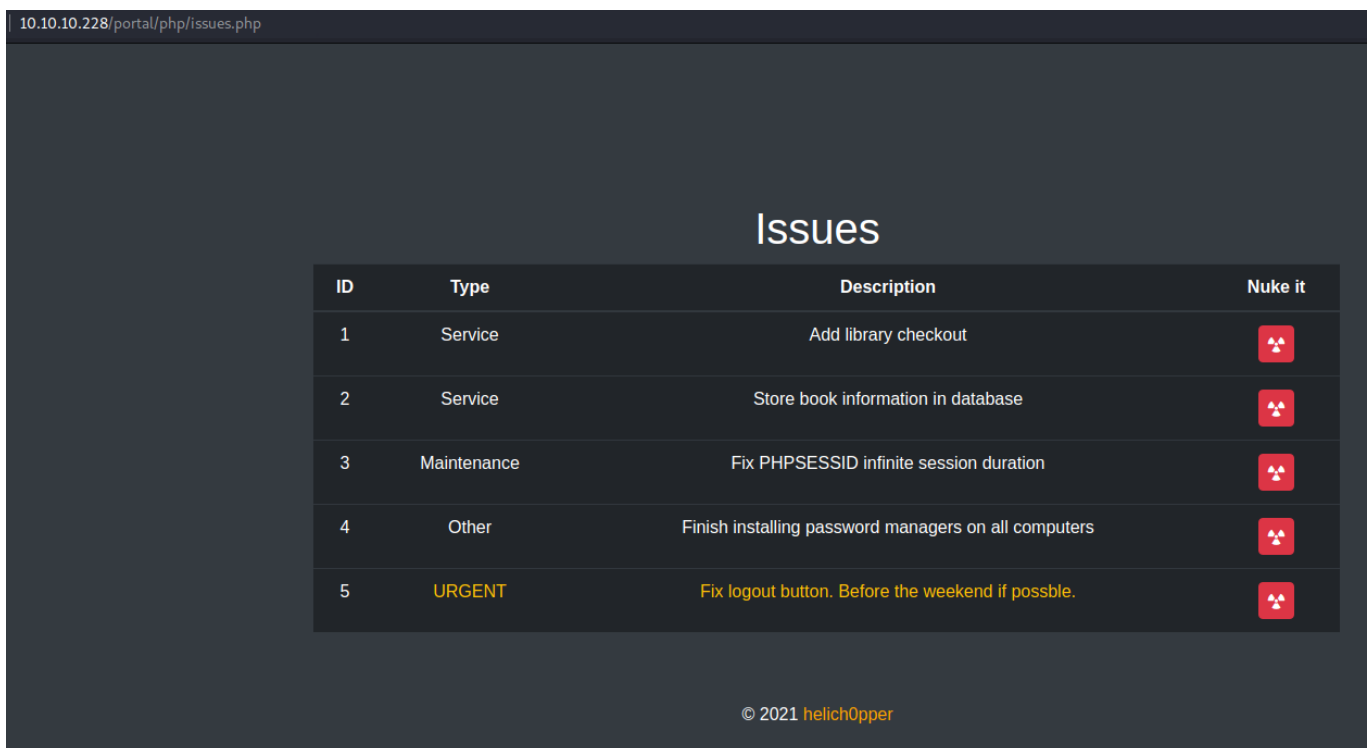 10.10.10.228/portal/php/issues.php
Issues
ID Type Description Nuke it
1 Service Add library checkout
2 Service Store book information in database
3 Maintenance Fix PHPSESSID infinite session duration
4 Other Finish installing password managers on all computers
5 URGENT Fix logout button. Before the weekend if possble.
© 2021 helich0pper